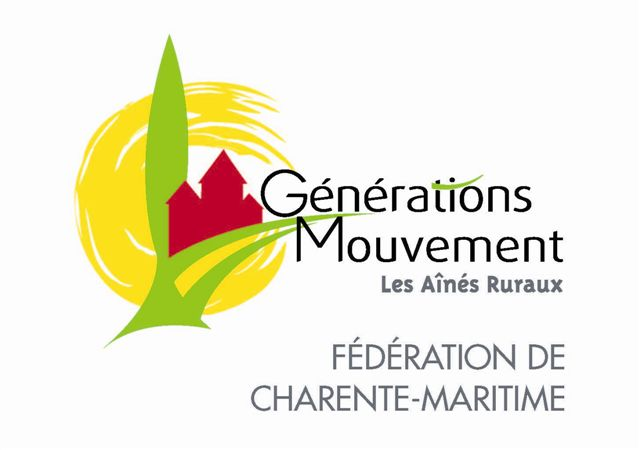 Générations
Mouvement
Les Aînés Ruraux
FÉDÉRATION DE
CHARENTE-MARITIME